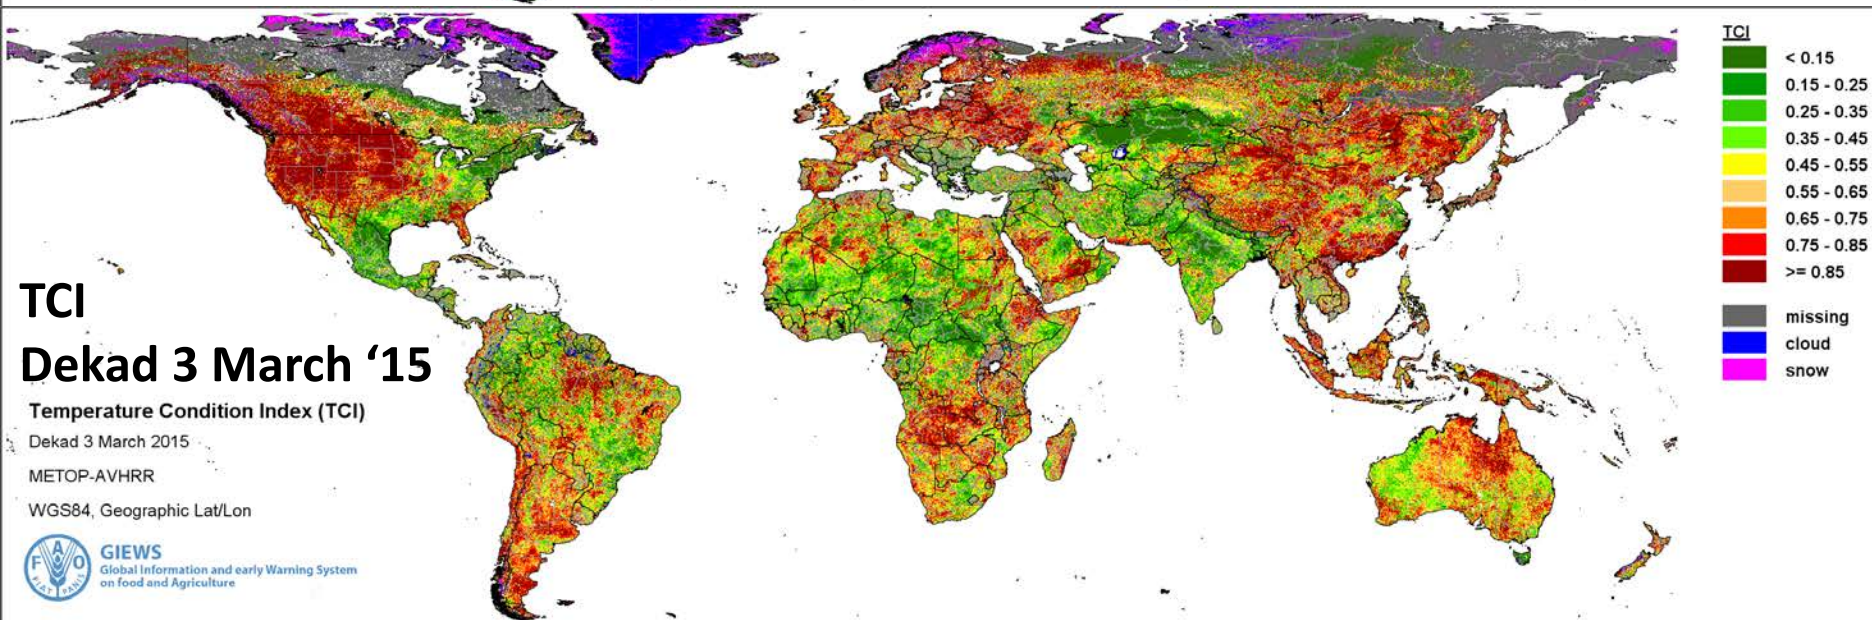 TCI
Dekad 3 March ‘15
Temperature Condition Index (TCI)
Dekad 3 March 2015
METOP-AVHRR
WGS84, Geographic Lat/Lon
F A O
FIAT PANIS
GIEWS
Global Information and early Warning System
on food and Agriculture
TCI
< 0.15
0.15 - 0.25
0.25 - 0.35
0.35 - 0.45
0.45 - 0.55
0.55 - 0.65
0.65 - 0.75
0.75 - 0.85
>= 0.85
missing
cloud
snow